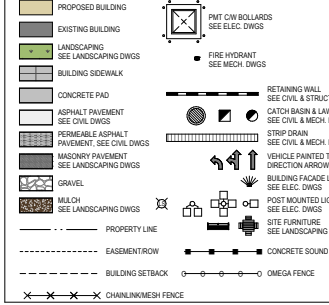 PROPOSED BUILDING
EXISTING BUILDING
LANDSCAPING
SEE LANDSCAPING DWGS
BUILDING SIDEWALK
CONCRETE PAD
ASPHALT PAVEMENT
SEE CIVIL DWGS
PERMEABLE ASPHALT
PAVEMENT, SEE CIVIL DWGS
MASONRY PAVEMENT
SEE LANDSCAPING DWGS
GRAVEL
MULCH
SEE LANDSCAPING DWGS
PROPERTY LINE
EASEMENT/ROW
BUILDING SETBACK
CHAINLINK/MESH FENCE
PMT C/W BOLLARDS
SEE ELEC. DWGS
FIRE HYDRANT
SEE MECH. DWGS
RETAINING WALL
SEE CIVIL & STRUCT
CATCH BASIN & LAW
SEE CIVIL & MECH.
STRIP DRAIN
SEE CIVIL & MECH.
VEHICLE PAINTED T
DIRECTION ARROW
BUILDING FACADE L
SEE ELEC. DWGS
POST MOUNTED LIG
SEE ELEC. DWGS
SITE FURNITURE
SEE LANDSCAPING
CONCRETE SOUND
OMEGA FENCE